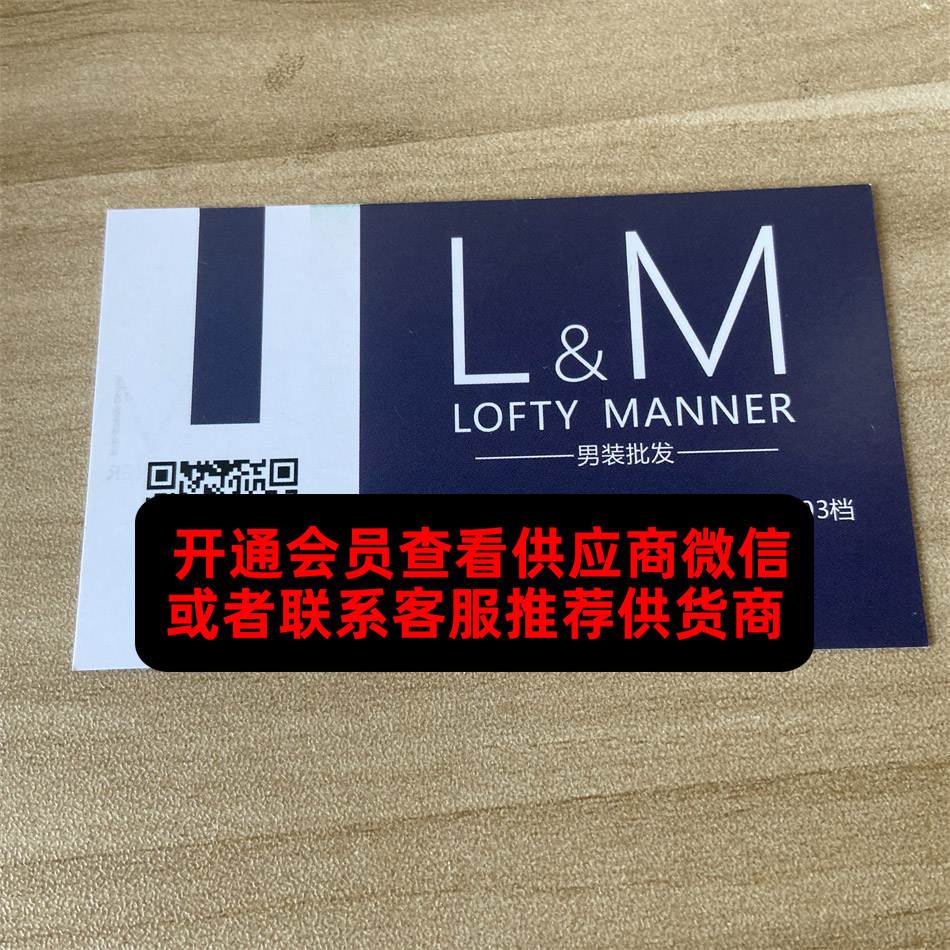 L&M
LOFTY MANNER
男装批发
03档
开通会员查看供应商微信
或者联系客服推荐供货商